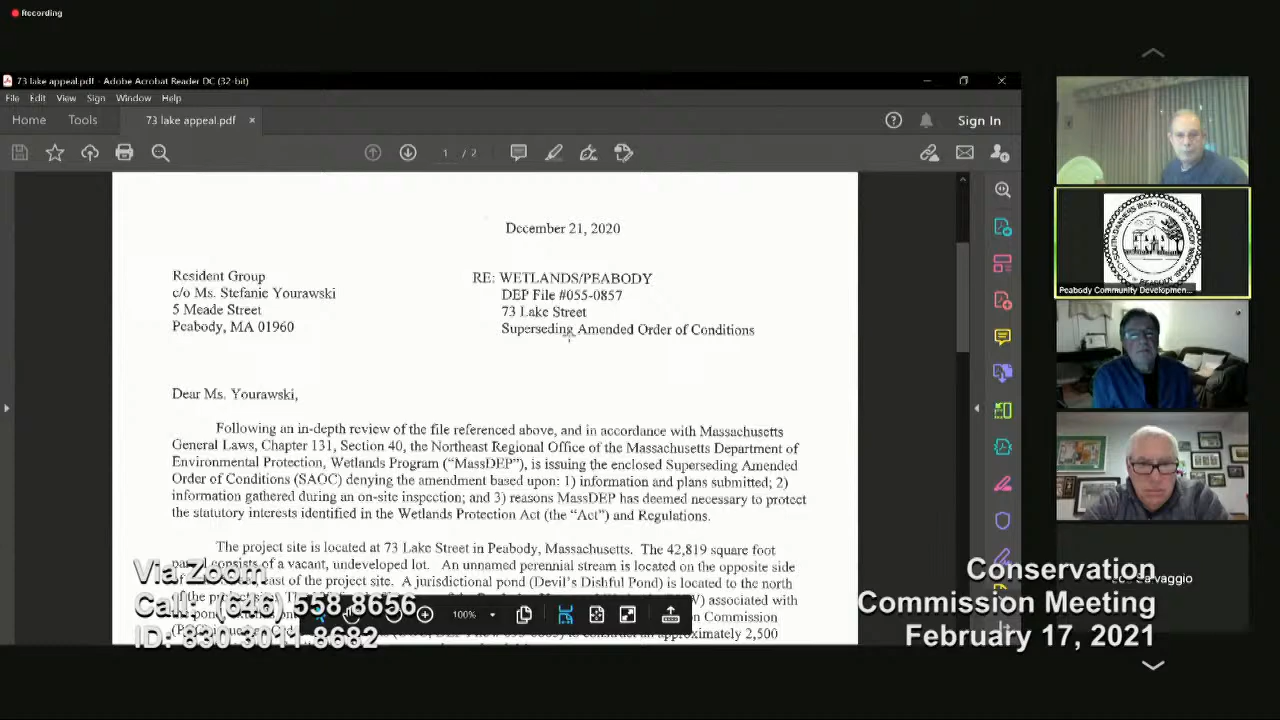 Recording
73 lake appeal.pdf - Adobe Acrobat Reader DC (32-bit)
File Edit View Sign Window Help
Home Tools 73 lake appeal.pdf × Sign In
1 / 2
December 21, 2020
Resident Group
c/o Ms. Stefanie Yourawski
5 Meade Street
Peabody, MA 01960
RE: WETLANDS/PEABODY
DEP File #055-0857
73 Lake Street
Superseding Amended Order of Conditions
Dear Ms. Yourawski,
Following an in-depth review of the file referenced above, and in accordance with Massachusetts
General Laws, Chapter 131, Section 40, the Northeast Regional Office of the Massachusetts Department of
Environmental Protection, Wetlands Program ("MassDEP"), is issuing the enclosed Superseding Amended
Order of Conditions (SAOC) denying the amendment based upon: 1) information and plans submitted; 2)
information gathered during an on-site inspection; and 3) reasons MassDEP has deemed necessary to protect
the statutory interests identified in the Wetlands Protection Act (the "Act") and Regulations.
The project site is located at 73 Lake Street in Peabody, Massachusetts. The 42,819 square foot
consists of a vacant, undeveloped lot. An unnamed perennial stream is located on the opposite side
east of the project site. A jurisdictional pond (Devil's Dishful Pond) is located to the north
associated with
Commission
to construct an approximately 2,500
100%
Via Zoom
Call: (646) 558 8656
ID: 830 3011 8682
Conservation
Commission Meeting
February 17, 2021
Peabody Community Developmen...